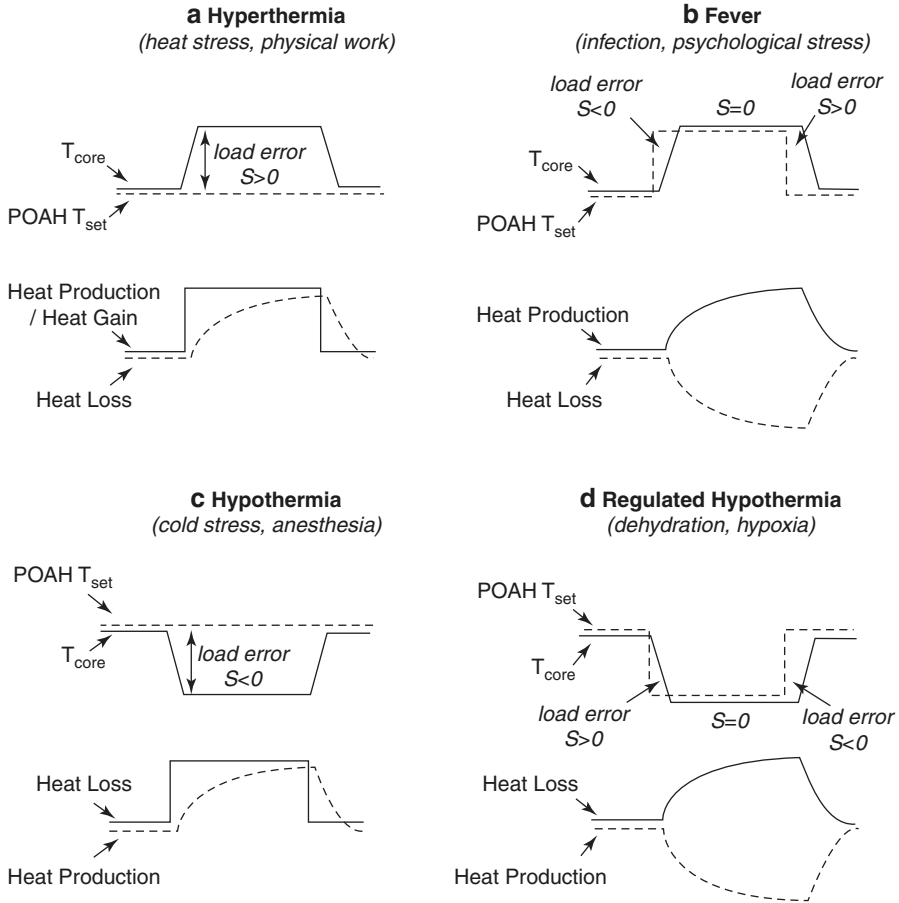 a Hyperthermia
(heat stress, physical work)
T_core
POAH T_set
load error
S>0
Heat Production
/ Heat Gain
Heat Loss
b Fever
(infection, psychological stress)
load error
S<0
S=0
load error
S>0
T_core
POAH T_set
Heat Production
Heat Loss
c Hypothermia
(cold stress, anesthesia)
POAH T_set
T_core
load error
S<0
Heat Loss
Heat Production
d Regulated Hypothermia
(dehydration, hypoxia)
POAH T_set
T_core
load error
S>0
S=0
load error
S<0
Heat Loss
Heat Production